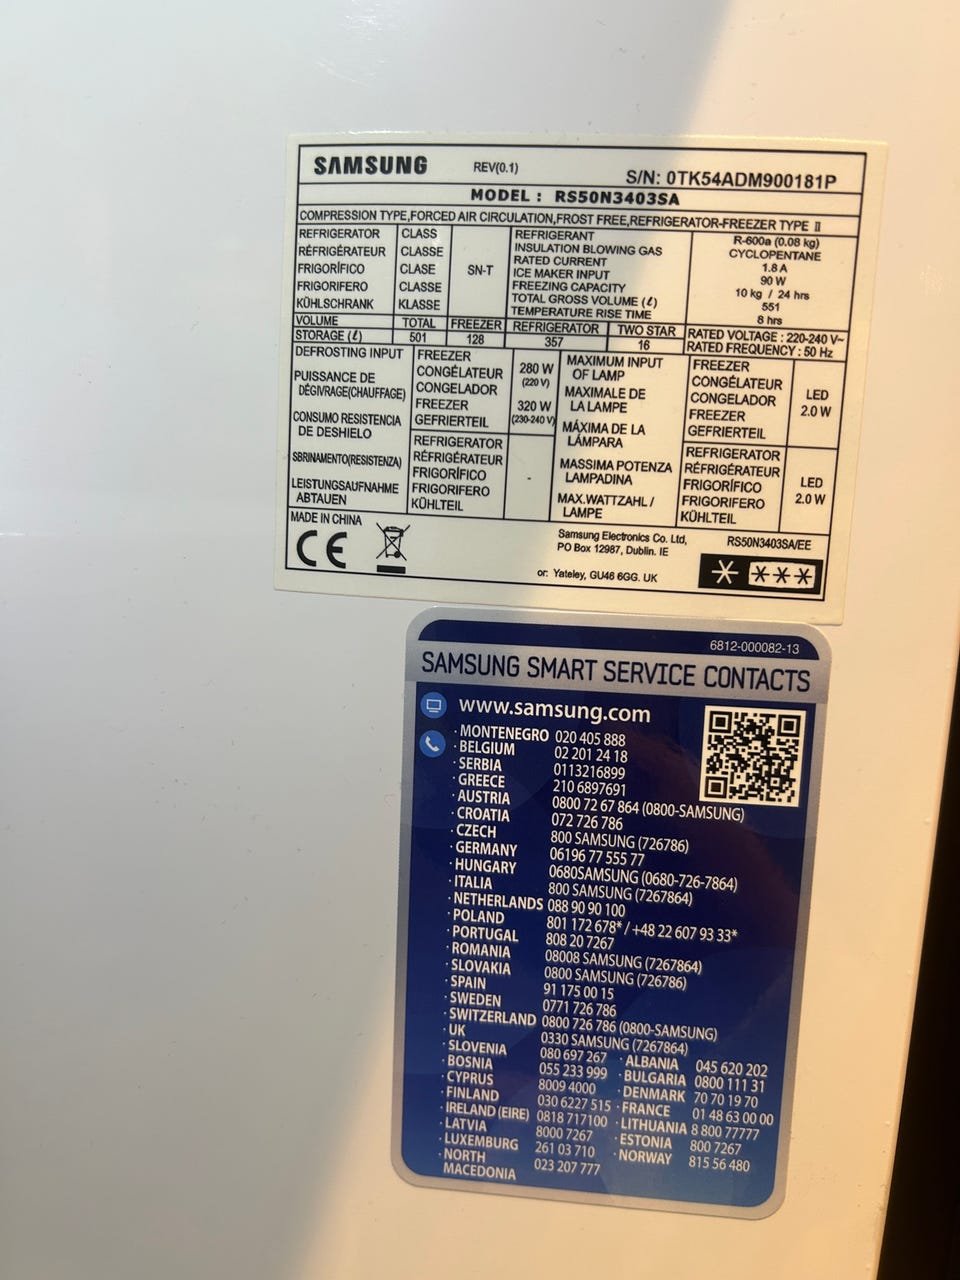 SAMSUNG REV(0.1) S/N: 0TK54ADM900181P
MODEL : RS50N3403SA
COMPRESSION TYPE,FORCED AIR CIRCULATION,FROST FREE,REFRIGERATOR-FREEZER TYPE Ⅱ
REFRIGERATOR CLASS
RÉFRIGÉRATEUR CLASSE
FRIGORÍFICO CLASE
FRIGORIFERO CLASSE
KÜHLSCHRANK KLASSE
SN-T
REFRIGERANT R-600a (0.08 kg)
INSULATION BLOWING GAS CYCLOPENTANE
RATED CURRENT 1.8 A
ICE MAKER INPUT 90 W
FREEZING CAPACITY 10 kg / 24 hrs
TOTAL GROSS VOLUME (ℓ) 551
TEMPERATURE RISE TIME 8 hrs
VOLUME TOTAL FREEZER REFRIGERATOR TWO STAR
STORAGE (ℓ) 501 128 357 16
RATED VOLTAGE : 220-240 V~
RATED FREQUENCY : 50 Hz
DEFROSTING INPUT
PUISSANCE DE
DÉGIVRAGE(CHAUFFAGE)
CONSUMO RESISTENCIA
DE DESHIELO
SBRINAMENTO(RESISTENZA)
LEISTUNGSAUFNAHME
ABTAUEN
FREEZER
CONGÉLATEUR
CONGELADOR
FREEZER
GEFRIERTEIL
280 W
(220 V)
320 W
(230-240 V)
REFRIGERATOR
RÉFRIGÉRATEUR
FRIGORÍFICO
FRIGORIFERO
KÜHLTEIL
-
MAXIMUM INPUT
OF LAMP
MAXIMALE DE
LA LAMPE
MÁXIMA DE LA
LÁMPARA
MASSIMA POTENZA
LAMPADINA
MAX.WATTZAHL /
LAMPE
FREEZER
CONGÉLATEUR
CONGELADOR
FREEZER
GEFRIERTEIL
LED
2.0 W
REFRIGERATOR
RÉFRIGÉRATEUR
FRIGORÍFICO
FRIGORIFERO
KÜHLTEIL
LED
2.0 W
MADE IN CHINA
CE
Samsung Electronics Co. Ltd,
PO Box 12987, Dublin. IE
or: Yateley, GU46 6GG. UK
RS50N3403SA/EE
6812-000082-13
SAMSUNG SMART SERVICE CONTACTS
www.samsung.com
· MONTENEGRO 020 405 888
· BELGIUM 02 201 24 18
· SERBIA 0113216899
· GREECE 210 6897691
· AUSTRIA 0800 72 67 864 (0800-SAMSUNG)
· CROATIA 072 726 786
· CZECH 800 SAMSUNG (726786)
· GERMANY 06196 77 555 77
· HUNGARY 0680SAMSUNG (0680-726-7864)
· ITALIA 800 SAMSUNG (7267864)
· NETHERLANDS 088 90 90 100
· POLAND 801 172 678* / +48 22 607 93 33*
· PORTUGAL 808 20 7267
· ROMANIA 08008 SAMSUNG (7267864)
· SLOVAKIA 0800 SAMSUNG (726786)
· SPAIN 91 175 00 15
· SWEDEN 0771 726 786
· SWITZERLAND 0800 726 786 (0800-SAMSUNG)
· UK 0330 SAMSUNG (7267864)
· SLOVENIA 080 697 267
· BOSNIA 055 233 999
· CYPRUS 8009 4000
· FINLAND 030 6227 515
· IRELAND (EIRE) 0818 717100
· LATVIA 8000 7267
· LUXEMBURG 261 03 710
· NORTH
MACEDONIA 023 207 777
· ALBANIA 045 620 202
· BULGARIA 0800 111 31
· DENMARK 70 70 19 70
· FRANCE 01 48 63 00 00
· LITHUANIA 8 800 77777
· ESTONIA 800 7267
· NORWAY 815 56 480